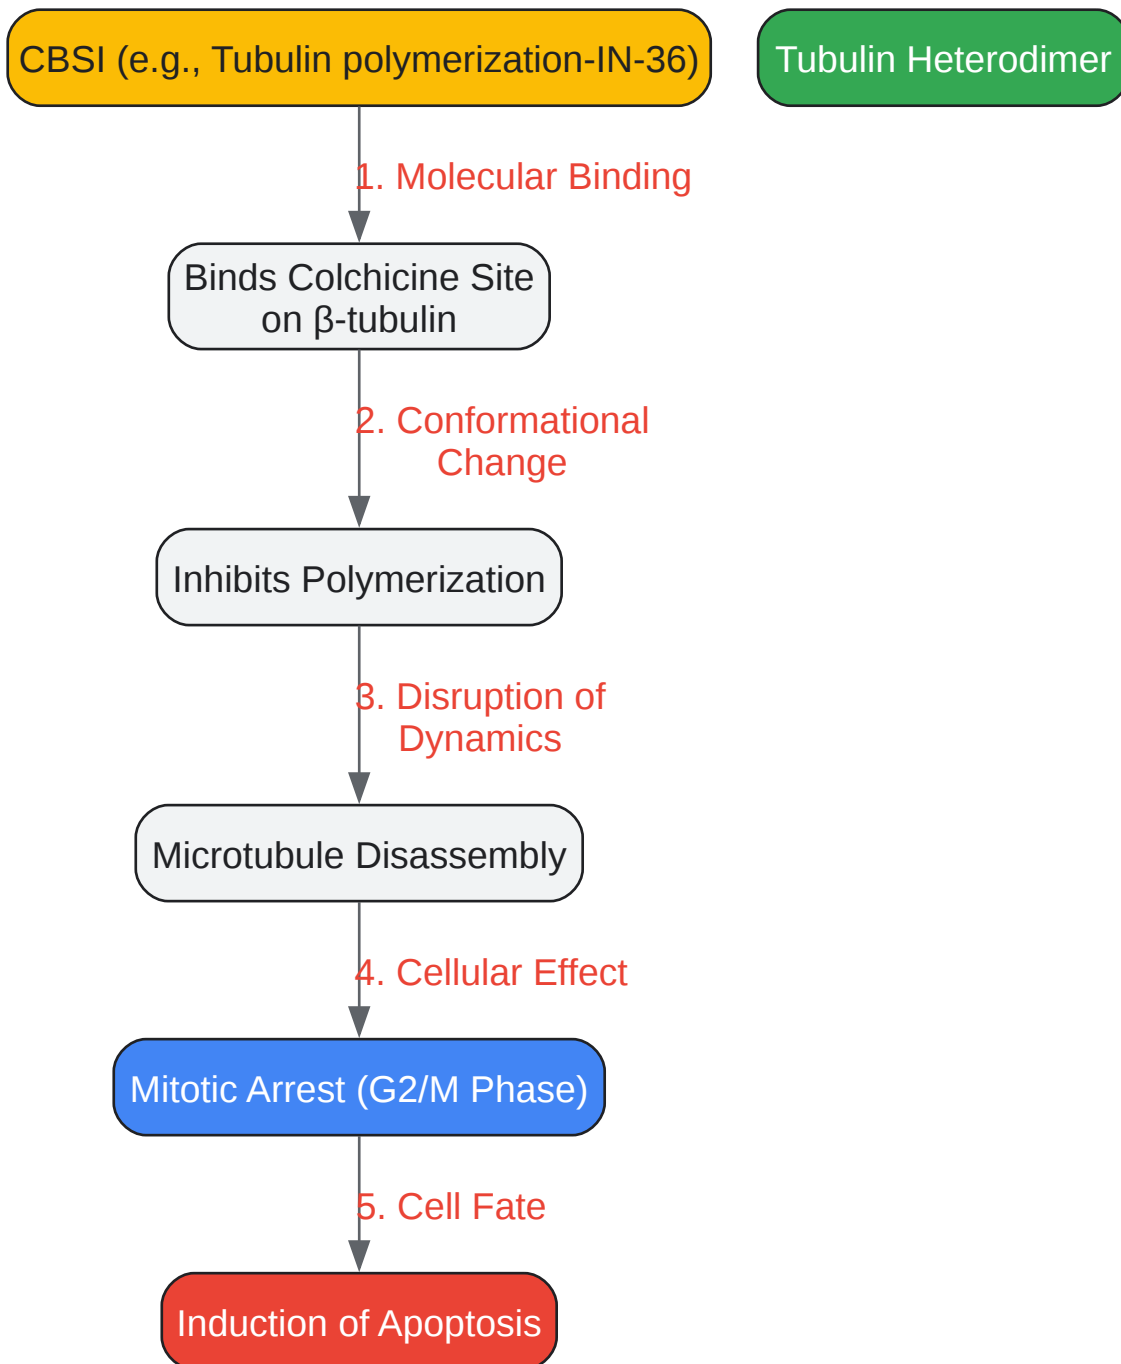 CBSI (e.g., Tubulin polymerization-IN-36)
Tubulin Heterodimer
1. Molecular Binding
Binds Colchicine Site
on β-tubulin
2. Conformational
Change
Inhibits Polymerization
3. Disruption of
Dynamics
Microtubule Disassembly
4. Cellular Effect
Mitotic Arrest (G2/M Phase)
5. Cell Fate
Induction of Apoptosis